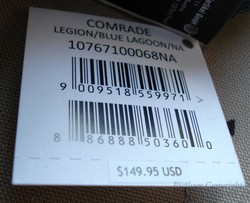 COMRADE
LEGION/BLUE LAGOON/NA
10767100068NA
9 009518 559971 >
8 86888 50360 0
$149.95 USD